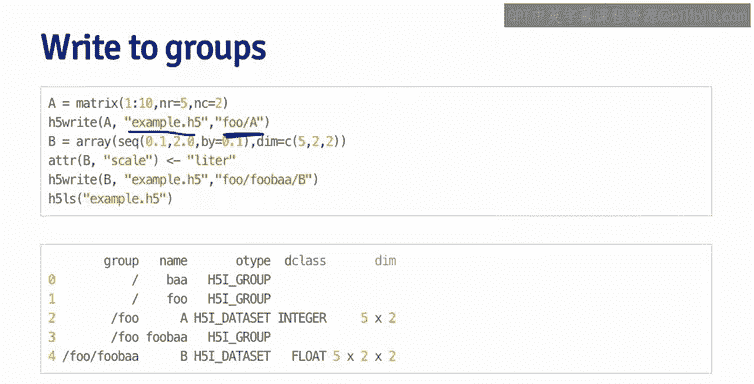 Write to groups
A = matrix(1:10,nr=5,nc=2)
h5write(A, "example.h5","foo/A")
B = array(seq(0.1,2.0,by=0.1),dim=c(5,2,2))
attr(B, "scale") <- "liter"
h5write(B, "example.h5","foo/foobaa/B")
h5ls("example.h5")
group name otype dclass dim
0 / baa H5I_GROUP
1 / foo H5I_GROUP
2 /foo A H5I_DATASET INTEGER 5 x 2
3 /foo foobaa H5I_GROUP
4 /foo/foobaa B H5I_DATASET FLOAT 5 x 2 x 2